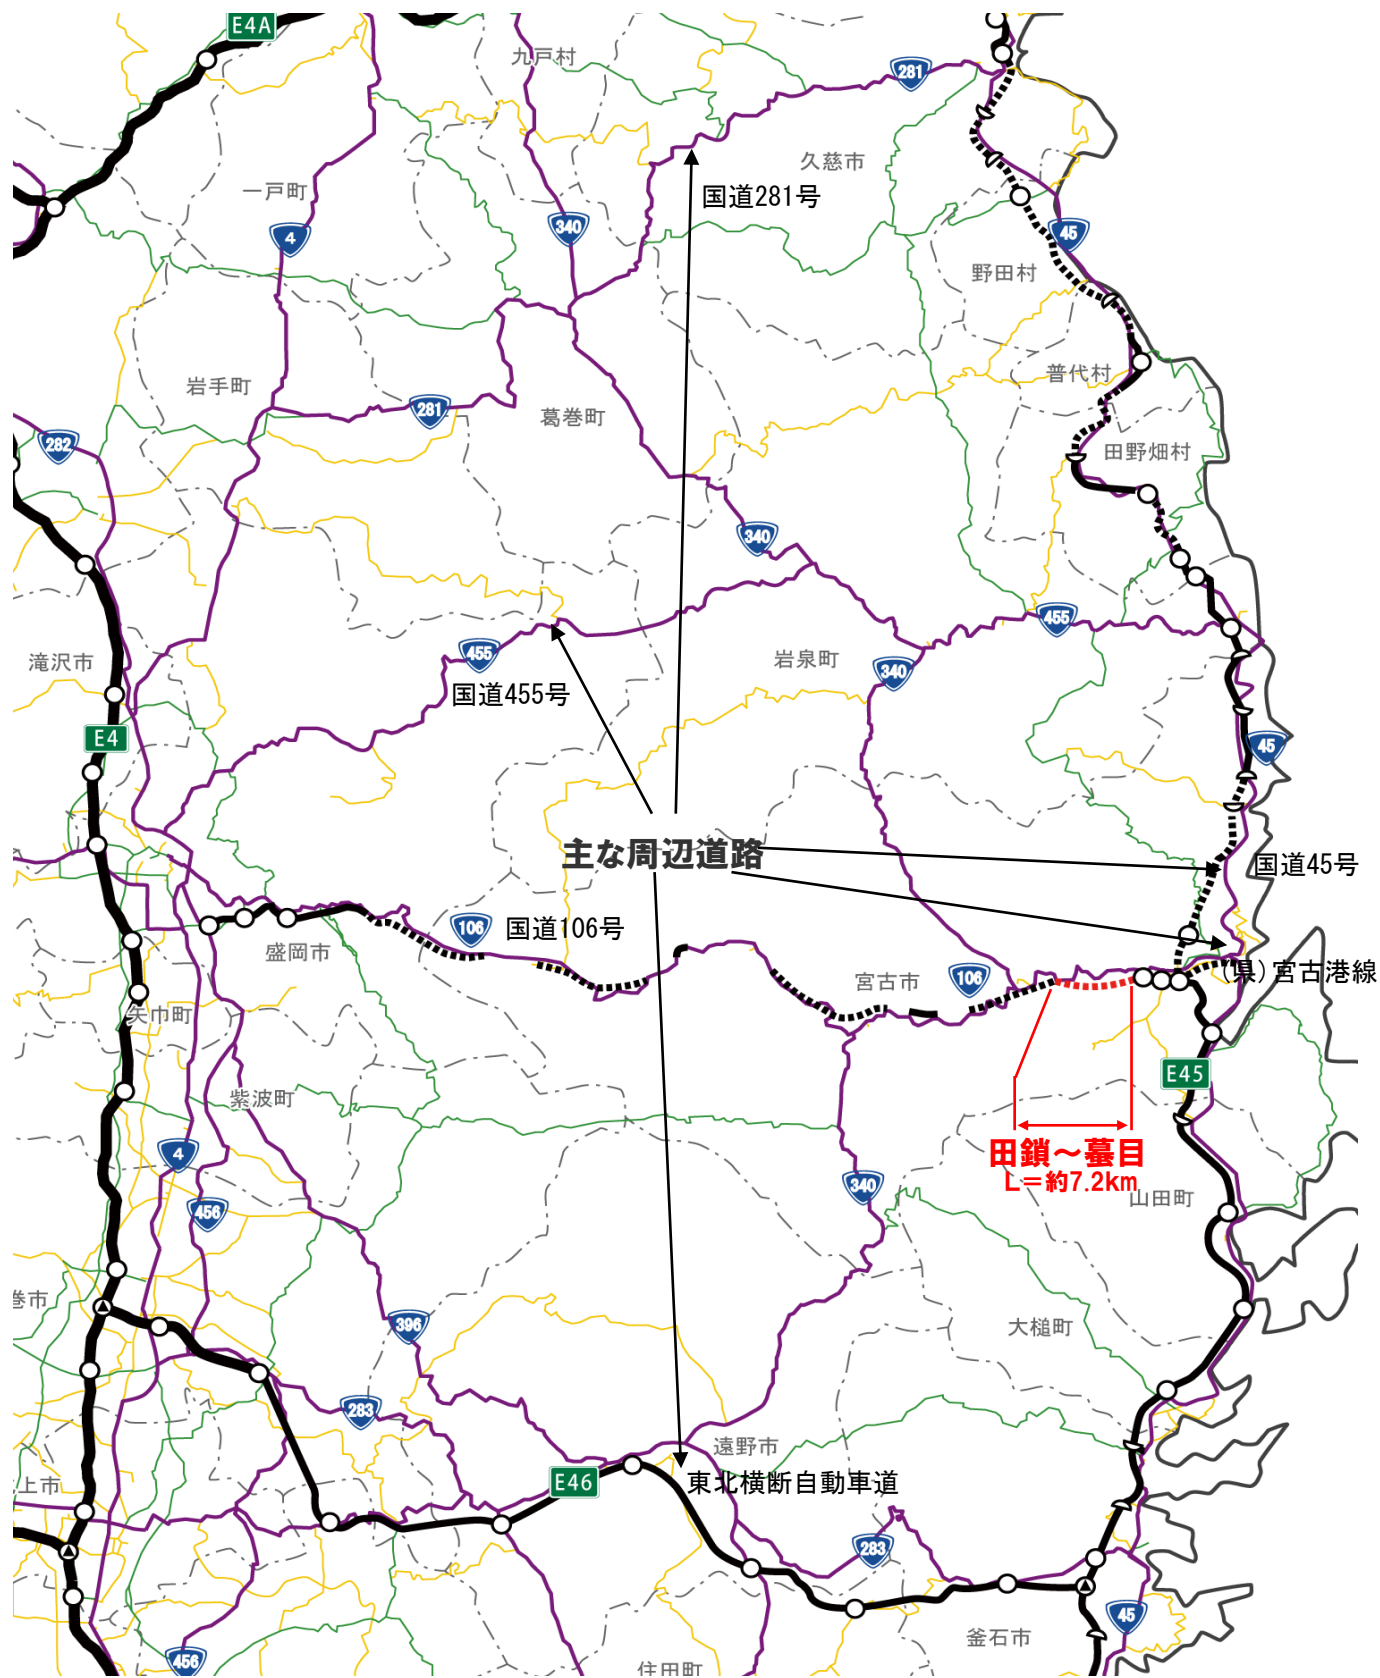 E4A
九戸村
281
久慈市
一戸町
国道281号
4
340
45
野田村
普代村
岩手町
281
葛巻町
282
田野畑村
340
455
滝沢市
455
岩泉町
340
国道455号
E4
45
主な周辺道路
国道45号
106
国道106号
盛岡市
宮古市
106
(県)宮古港線
矢巾町
E45
紫波町
4
田鎖～蟇目
L=約7.2km
340
山田町
456
巻市
396
大槌町
283
遠野市
上市
E46
東北横断自動車道
283
45
釜石市
456
住田町